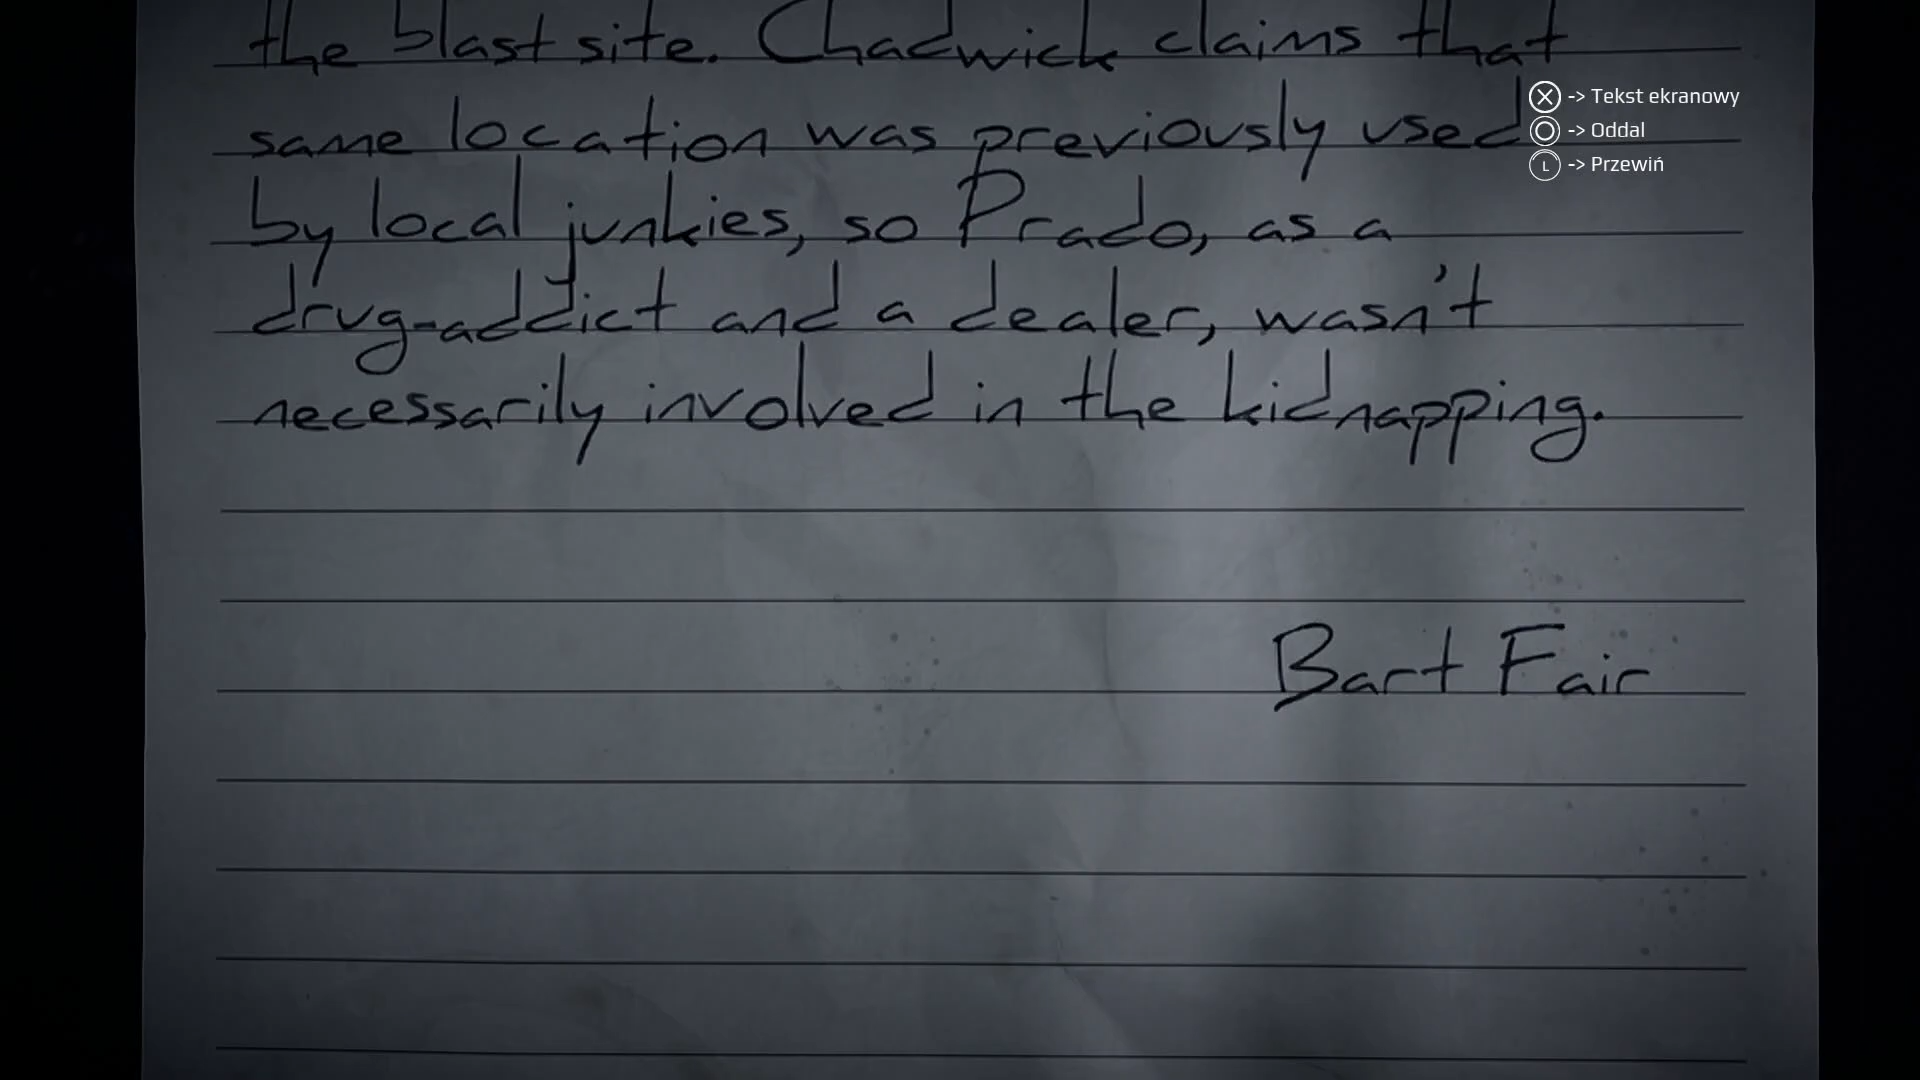 the blast site. Chadwick claims that
same location was previously used
by local junkies, so Prado, as a
drug-addict and a dealer, wasn't
necessarily involved in the kidnapping.
Bart Fair
-> Tekst ekranowy
-> Oddal
L -> Przewiń